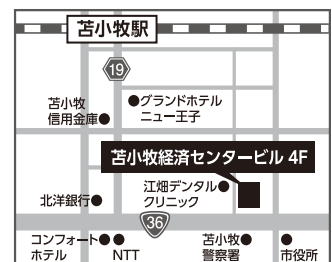 苫小牧駅
19
苫小牧
信用金庫
グランドホテル
ニュー王子
苫小牧経済センタービル 4F
江畑デンタル
クリニック
北洋銀行
36
コンフォート
ホテル
NTT
苫小牧
警察署
市役所